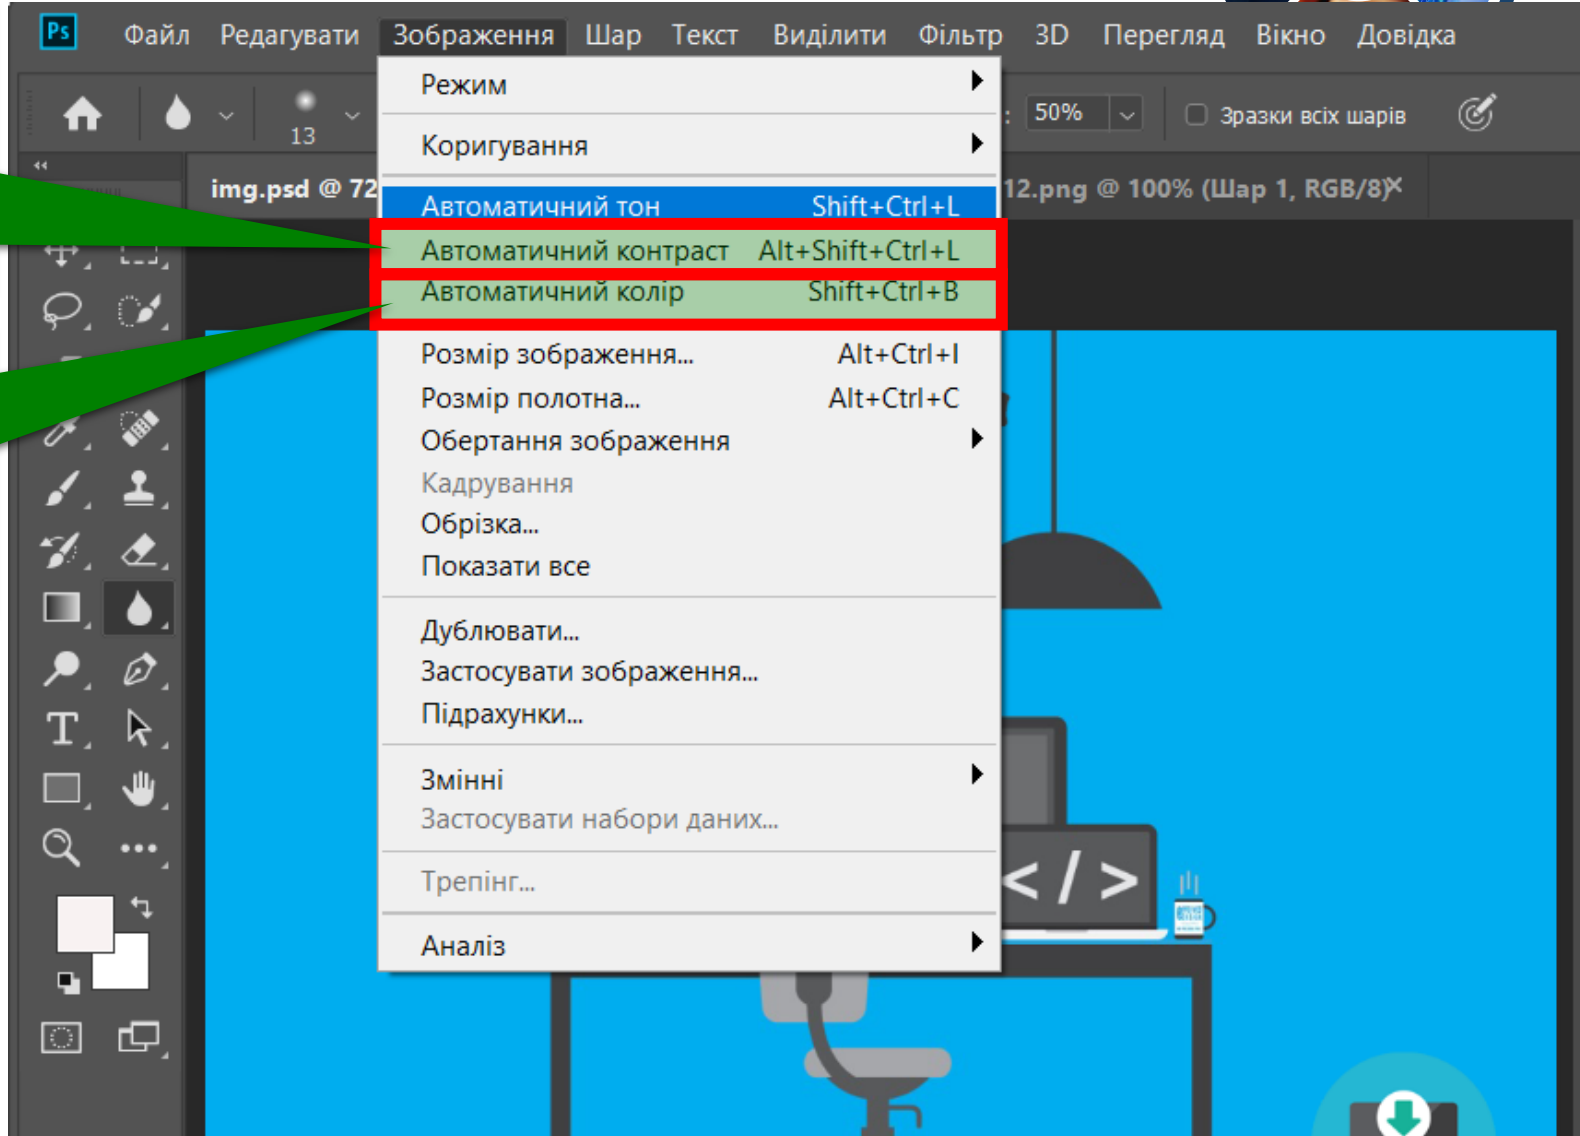 Ps Файл Редагувати Зображення Шар Текст Виділити Фільтр 3D Перегляд Вікно Довідка
13 : 50% Зразки всіх шарів
img.psd @ 72 12.png @ 100% (Шар 1, RGB/8)
Режим
Коригування
Автоматичний тон Shift+Ctrl+L
Автоматичний контраст Alt+Shift+Ctrl+L
Автоматичний колір Shift+Ctrl+B
Розмір зображення... Alt+Ctrl+I
Розмір полотна... Alt+Ctrl+C
Обертання зображення
Кадрування
Обрізка...
Показати все
Дублювати...
Застосувати зображення...
Підрахунки...
Змінні
Застосувати набори даних...
Трепінг...
</>
Аналіз